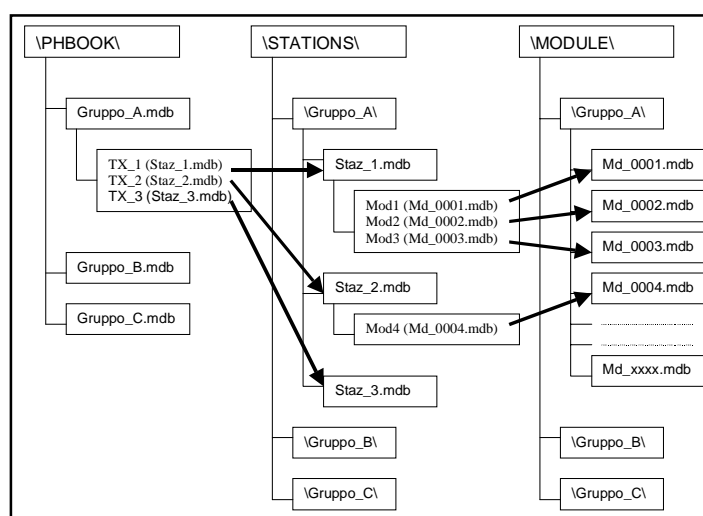 \PHBOOK\
Gruppo_A.mdb
TX_1 (Staz_1.mdb)
TX_2 (Staz_2.mdb)
TX_3 (Staz_3.mdb)
Gruppo_B.mdb
Gruppo_C.mdb
\STATIONS\
\Gruppo_A\
Staz_1.mdb
Mod1 (Md_0001.mdb)
Mod2 (Md_0002.mdb)
Mod3 (Md_0003.mdb)
Staz_2.mdb
Mod4 (Md_0004.mdb)
Staz_3.mdb
\Gruppo_B\
\Gruppo_C\
\MODULE\
\Gruppo_A\
Md_0001.mdb
Md_0002.mdb
Md_0003.mdb
Md_0004.mdb
Md_xxxx.mdb
\Gruppo_B\
\Gruppo_C\